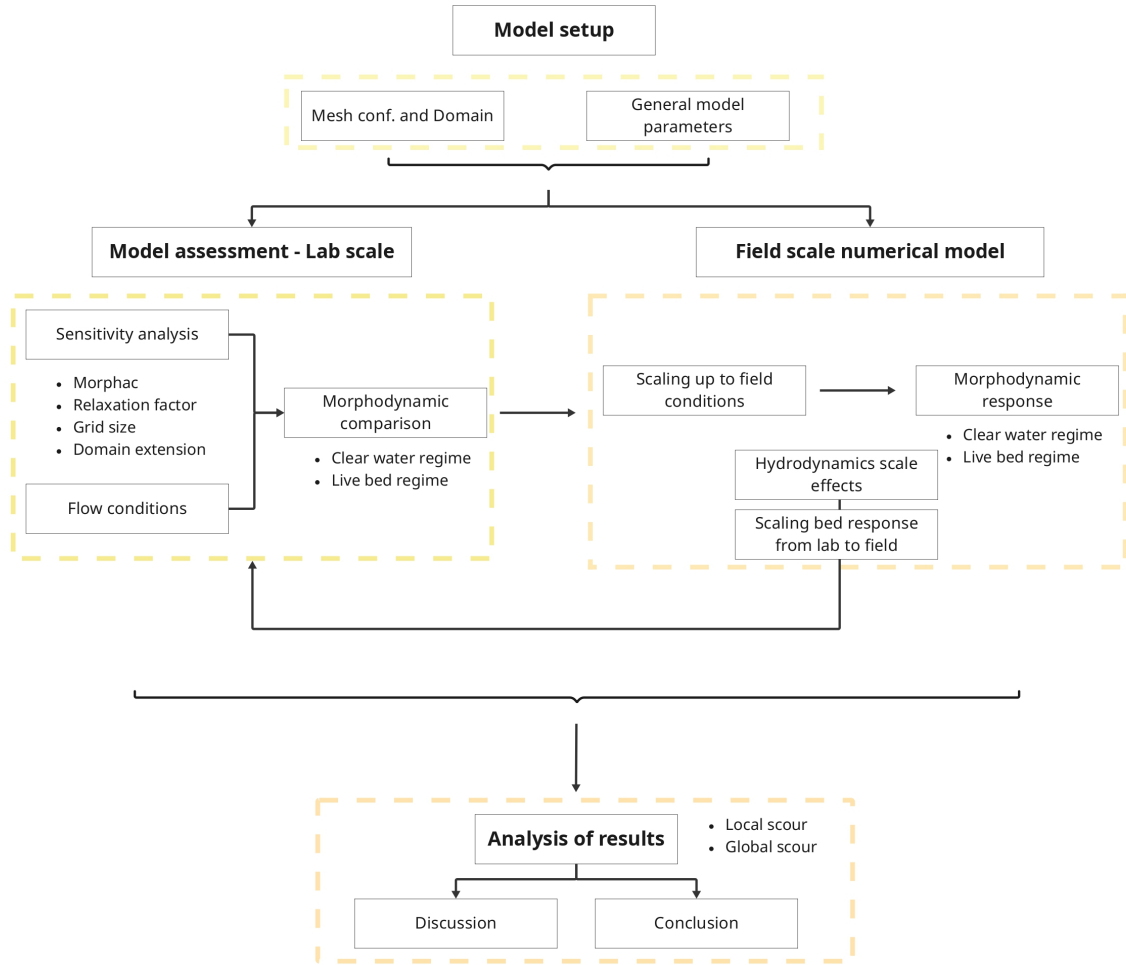 Model setup
Mesh conf. and Domain
General model
parameters
Model assessment - Lab scale
Field scale numerical model
Sensitivity analysis
• Morphac
• Relaxation factor
• Grid size
• Domain extension
Flow conditions
Morphodynamic
comparison
• Clear water regime
• Live bed regime
Scaling up to field
conditions
Morphodynamic
response
• Clear water regime
• Live bed regime
Hydrodynamics scale
effects
Scaling bed response
from lab to field
Analysis of results
• Local scour
• Global scour
Discussion
Conclusion